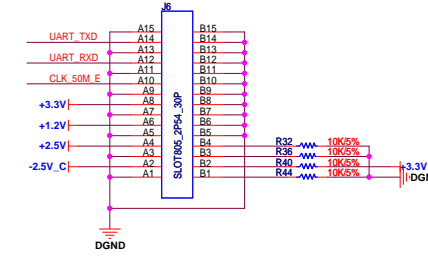 J6
A15 B15
UART_TXD A14 B14
A13 B13
UART_RXD A12 B12
A11 B11
CLK_50M_E A10 B10
A9 B9
+3.3V A8 B8
A7 B7
+1.2V A6 B6
A5 B5
+2.5V A4 B4 R32 10K/5%
A3 B3 R36 10K/5%
-2.5V_C A2 B2 R40 10K/5% +3.3V
A1 B1 R44 10K/5% DG
SLOT805_2P54_30P
DGND